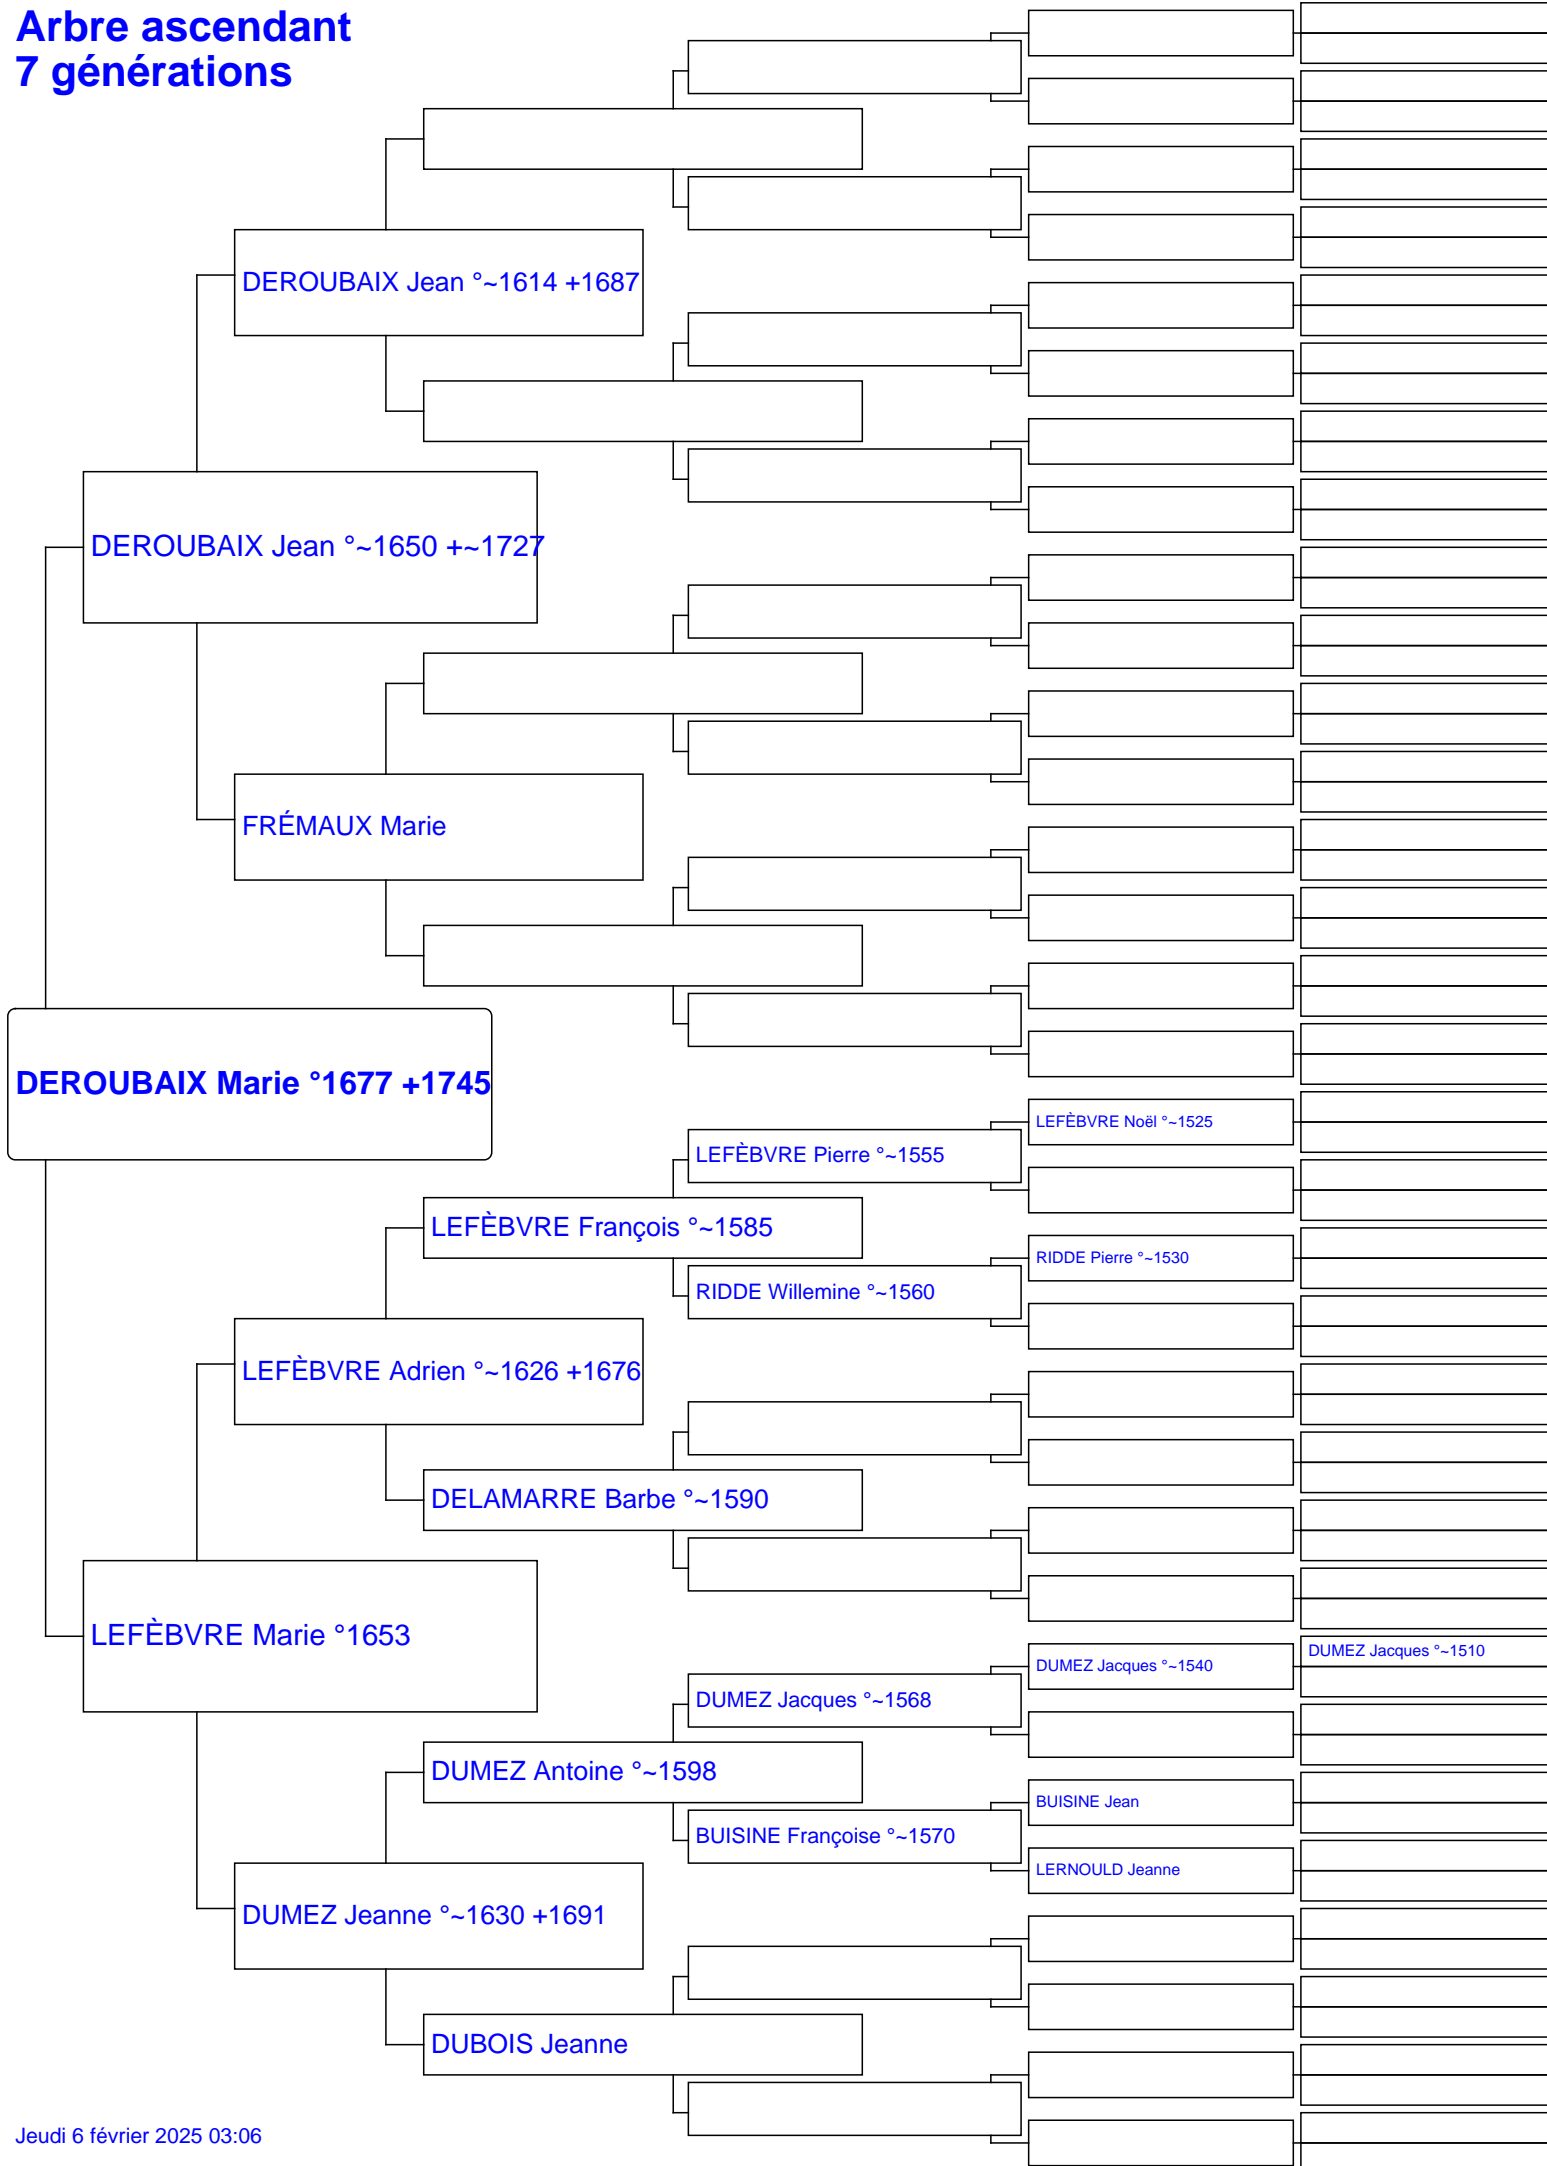 Arbre ascendant
7 générations
DEROUBAIX Jean °~1614 +1687
DEROUBAIX Jean °~1650 +~1727
FRÉMAUX Marie
DEROUBAIX Marie °1677 +1745
LEFÈBVRE Noël °~1525
LEFÈBVRE Pierre °~1555
LEFÈBVRE François °~1585
RIDDE Pierre °~1530
RIDDE Willemine °~1560
LEFÈBVRE Adrien °~1626 +1676
DELAMARRE Barbe °~1590
LEFÈBVRE Marie °1653
DUMEZ Jacques °~1510
DUMEZ Jacques °~1540
DUMEZ Jacques °~1568
DUMEZ Antoine °~1598
BUISINE Jean
BUISINE Françoise °~1570
LERNOULD Jeanne
DUMEZ Jeanne °~1630 +1691
DUBOIS Jeanne
Jeudi 6 février 2025 03:06